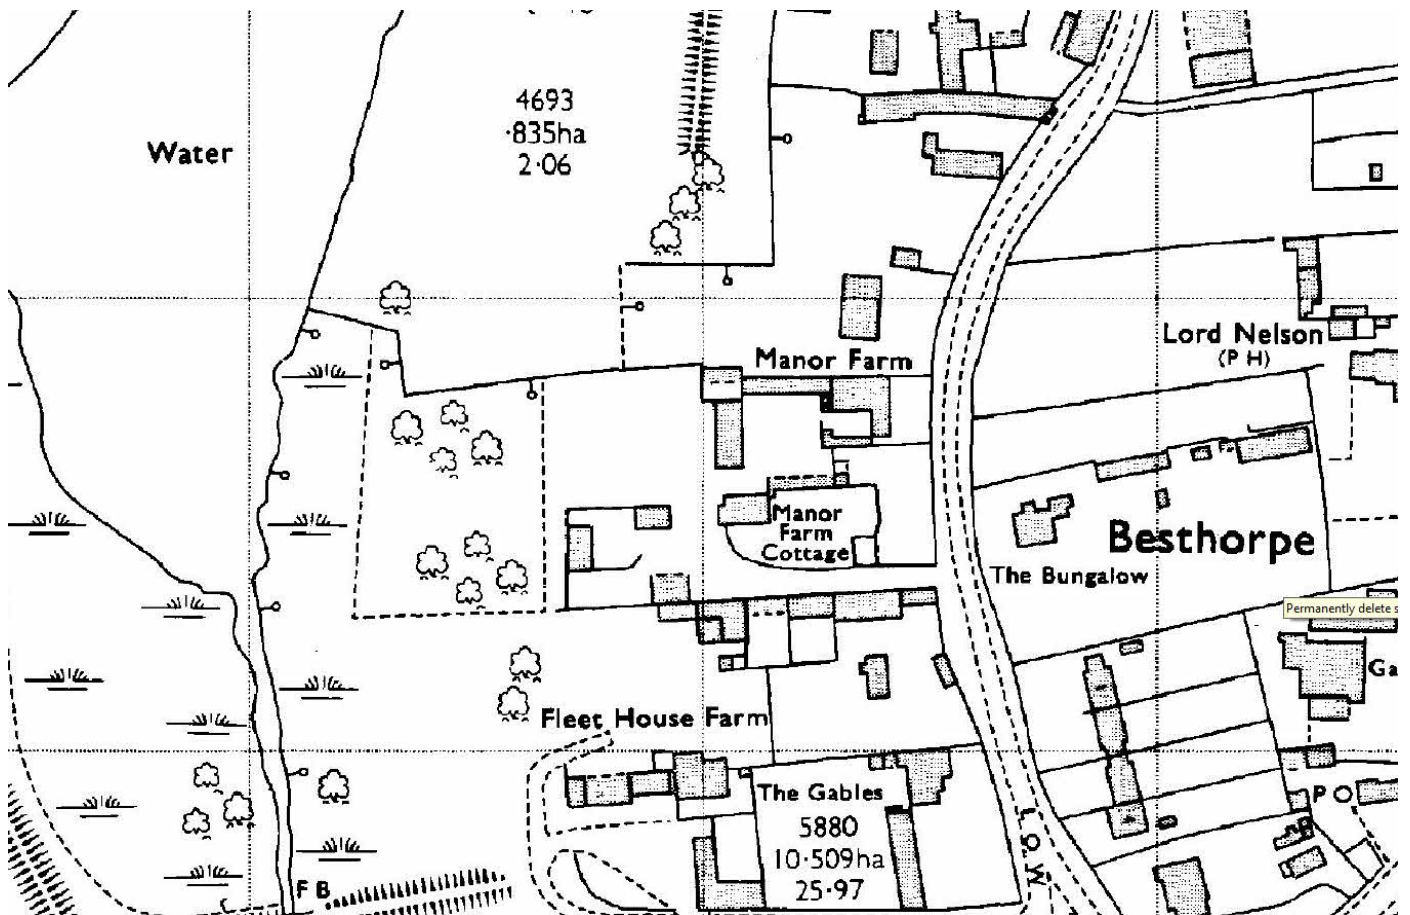 4693
·835ha
2·06
Water
Manor Farm
Lord Nelson
(P H)
Manor
Farm
Cottage
Besthorpe
The Bungalow
Permanently delete s
Ga
Fleet House Farm
The Gables
5880
10·509ha
25·97
P O
LOW
F B